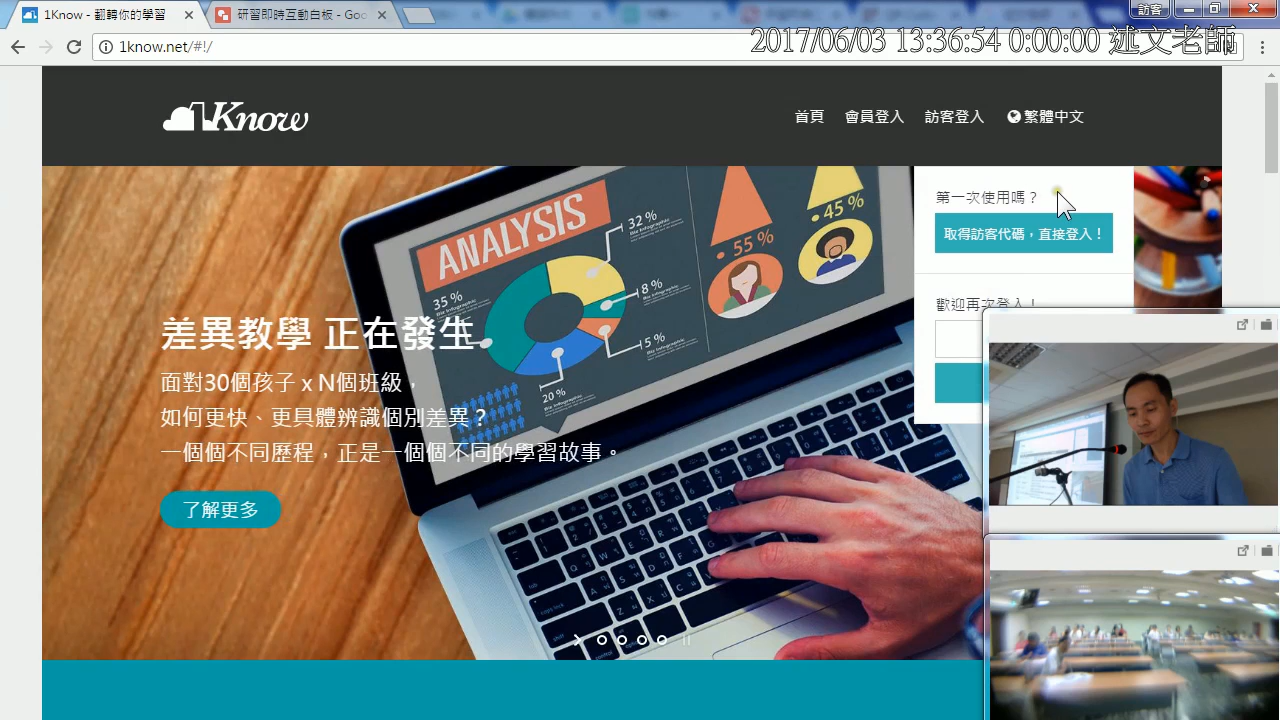 1Know - 翻轉你的學習
研習即時互動白板 - Goo
訪客
1know.net/#!/
2017/06/03 13:36:54 0:00:00 述文老師
1Know
首頁
會員登入
訪客登入
繁體中文
ANALYSIS
32 %
8 %
5 %
20 %
35 %
55 %
45 %
差異教學 正在發生
面對30個孩子 x N個班級，
如何更快、更具體辨識個別差異？
一個個不同歷程，正是一個個不同的學習故事。
了解更多
第一次使用嗎？
取得訪客代碼，直接登入！
歡迎再次登入！